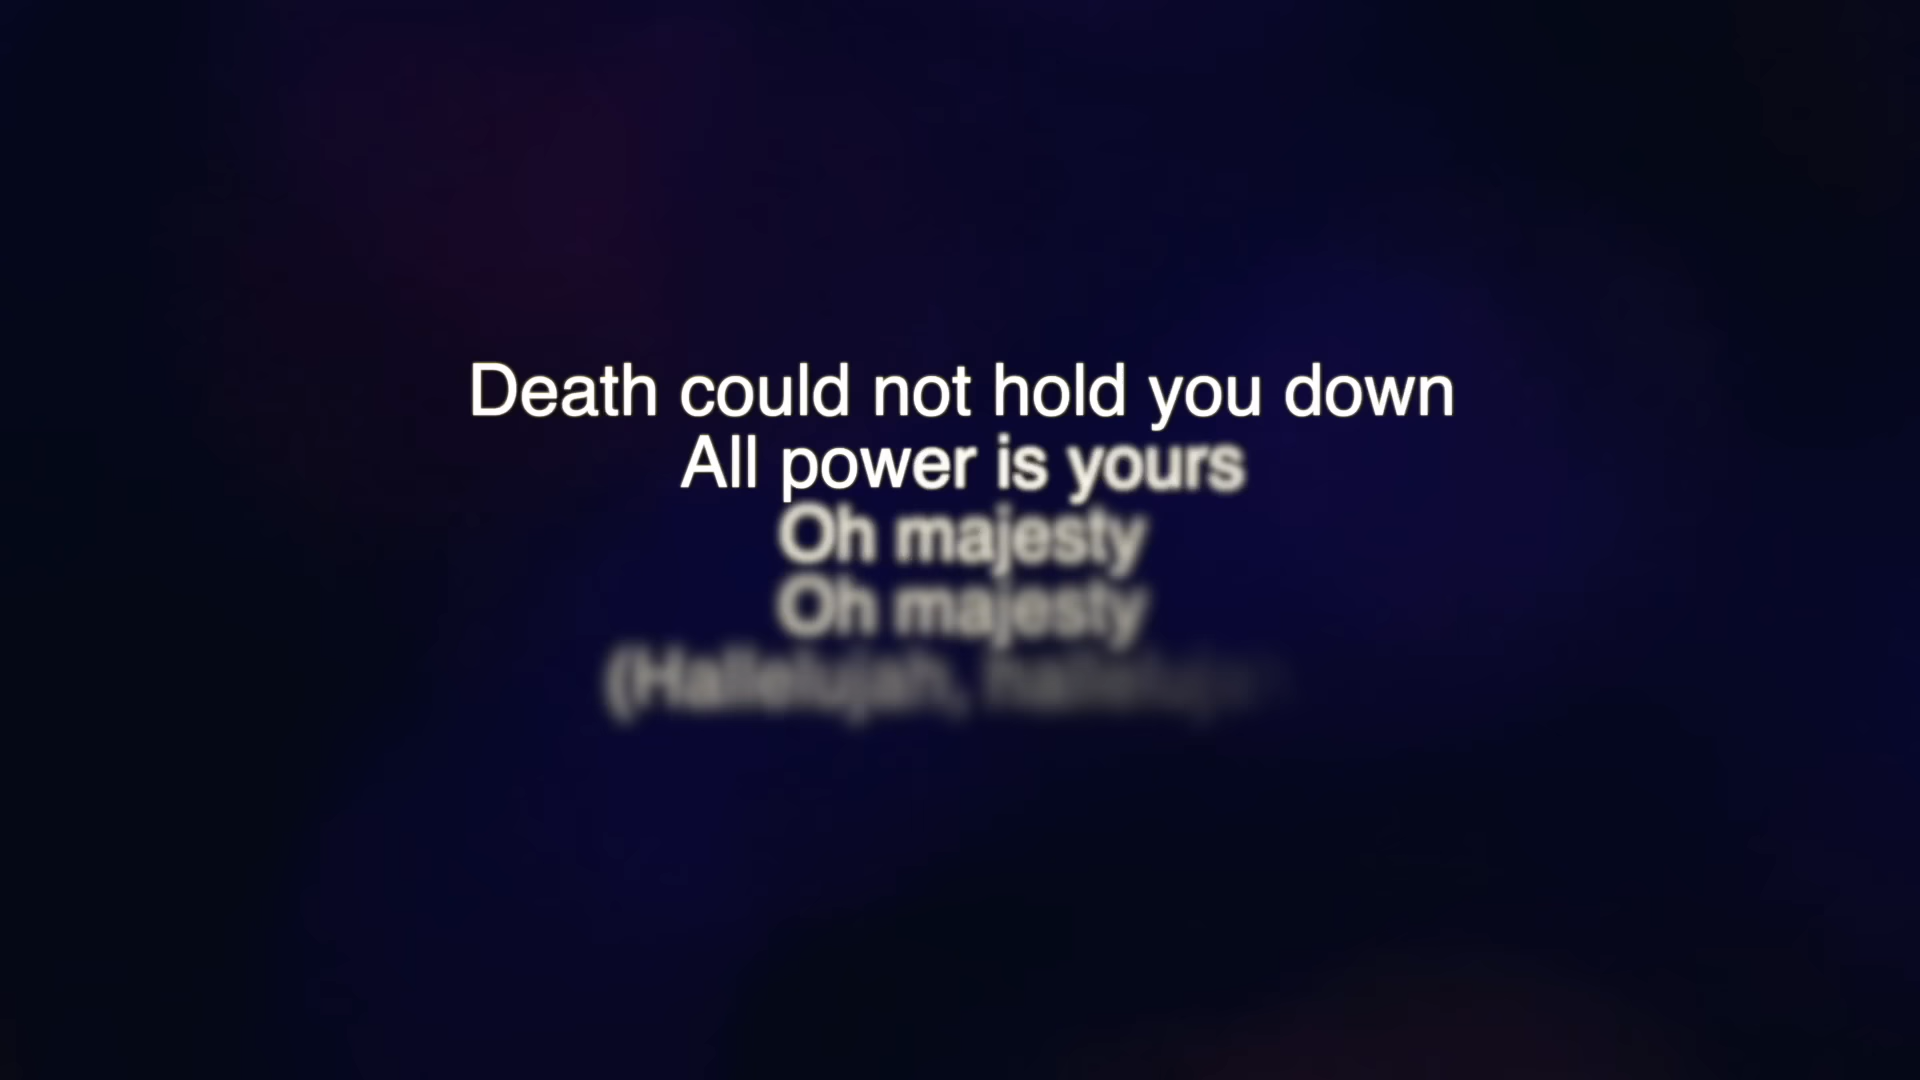 Death could not hold you down
All power is yours
Oh majesty
Oh majesty
(Hallelujah, hallelujah